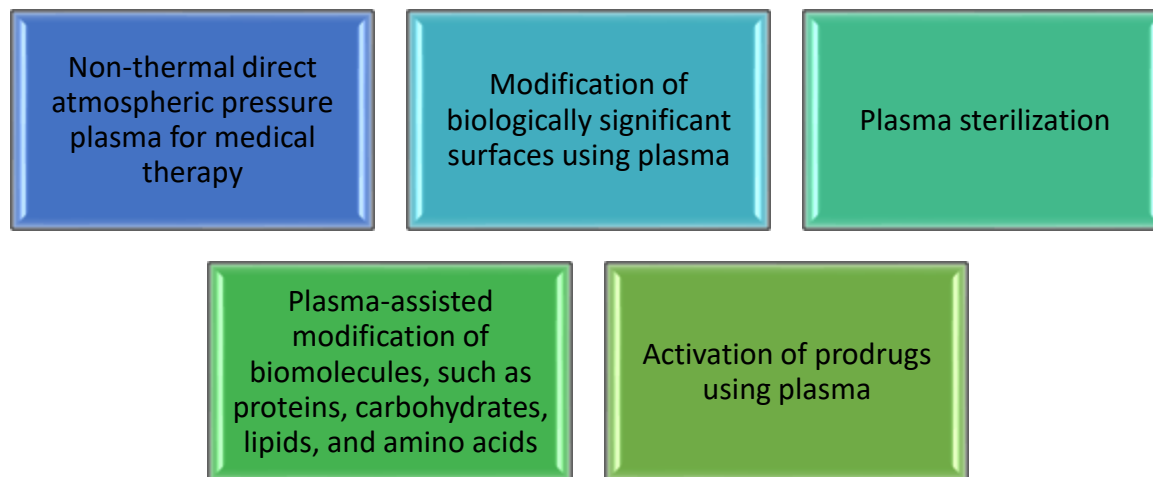 Non-thermal direct
atmospheric pressure
plasma for medical
therapy
Modification of
biologically significant
surfaces using plasma
Plasma sterilization
Plasma-assisted
modification of
biomolecules, such as
proteins, carbohydrates,
lipids, and amino acids
Activation of prodrugs
using plasma